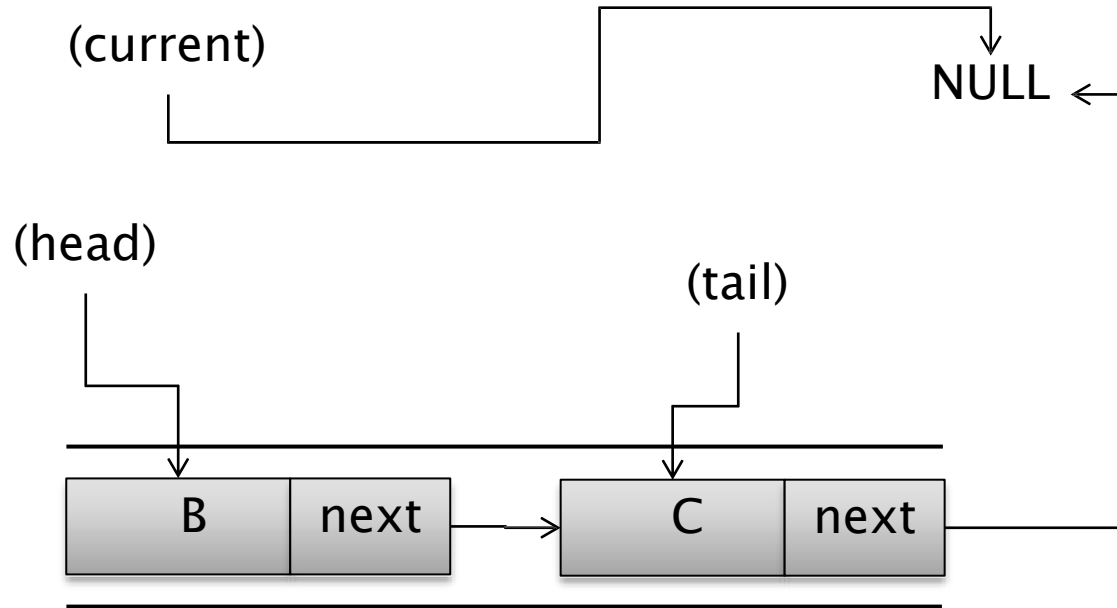 (current)
NULL
(head)
(tail)
B
next
C
next